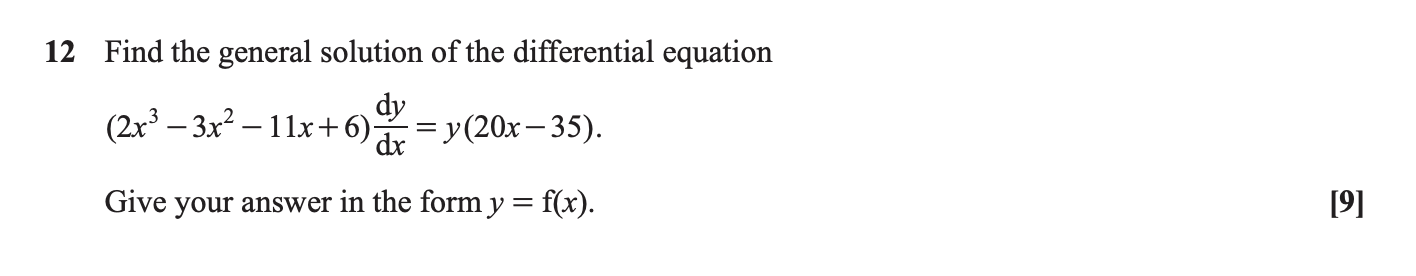 12 Find the general solution of the differential equation
(2x³ − 3x² − 11x + 6) dy/dx = y(20x − 35).
Give your answer in the form y = f(x). [9]